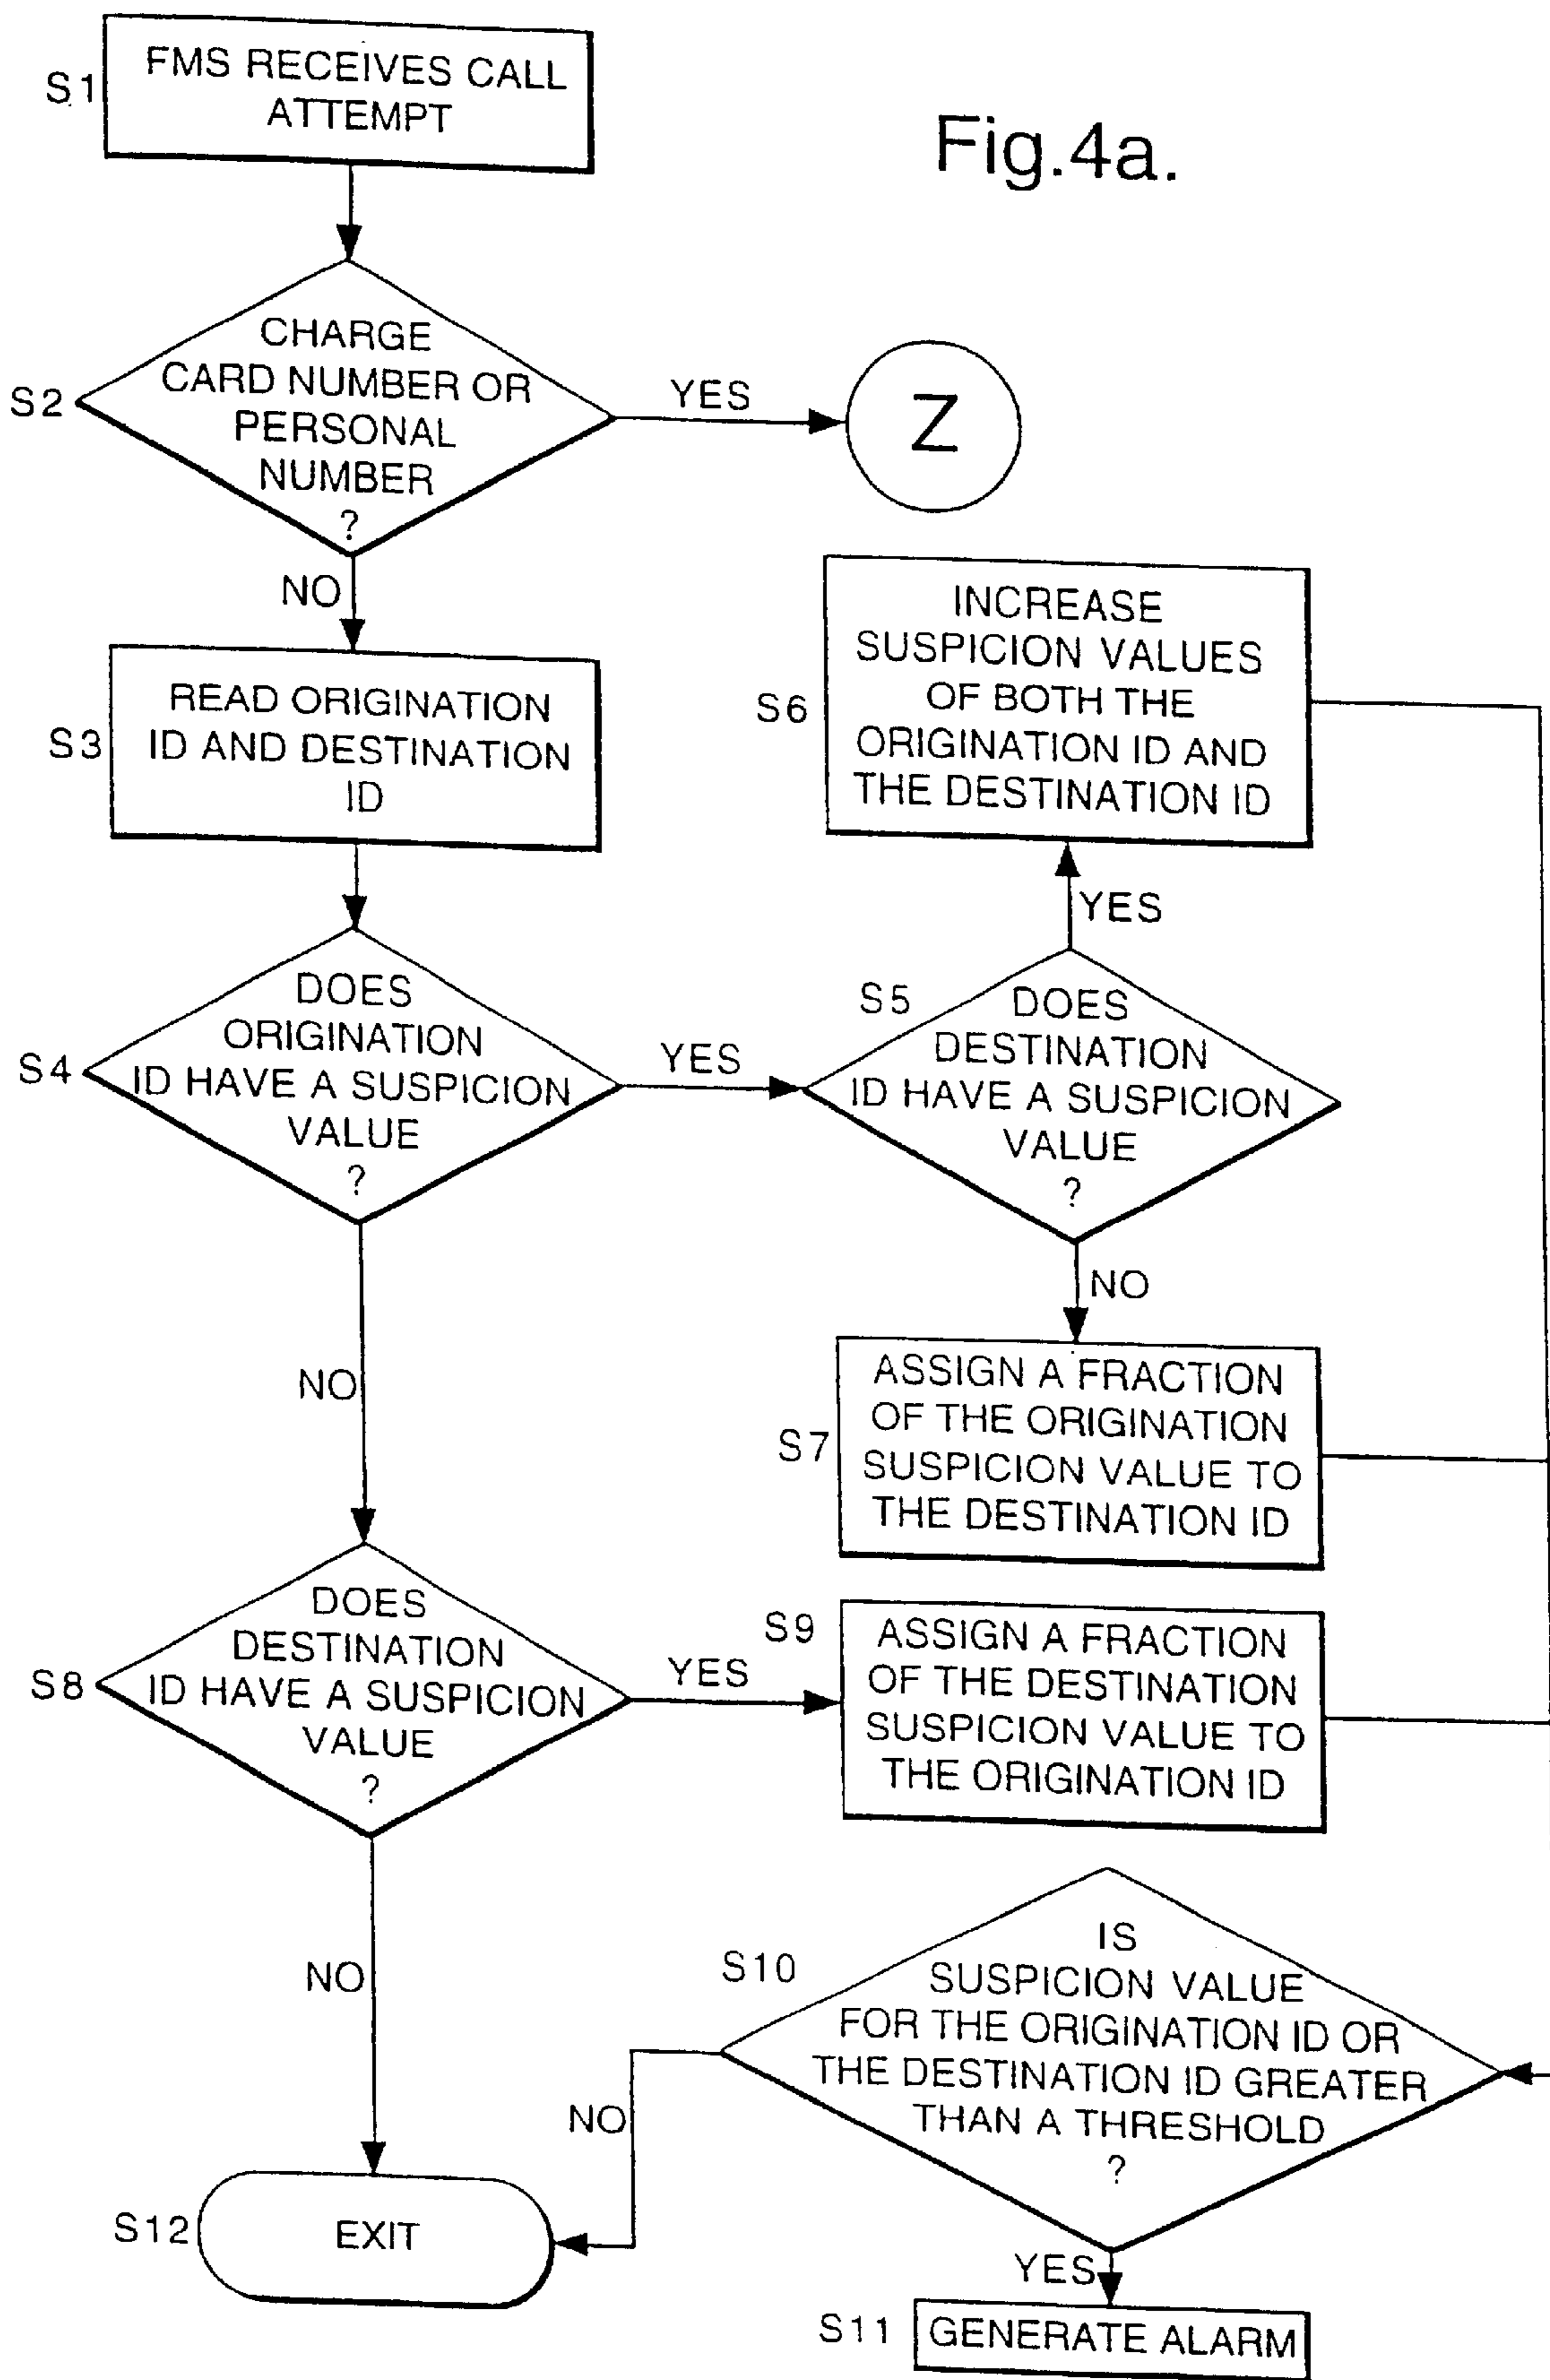 Fig.4a.
S1
FMS RECEIVES CALL
ATTEMPT
S2
CHARGE
CARD NUMBER OR
PERSONAL
NUMBER
?
YES
Z
NO
S3
READ ORIGINATION
ID AND DESTINATION
ID
S4
DOES
ORIGINATION
ID HAVE A SUSPICION
VALUE
?
YES
S5
DOES
DESTINATION
ID HAVE A SUSPICION
VALUE
?
YES
S6
INCREASE
SUSPICION VALUES
OF BOTH THE
ORIGINATION ID AND
THE DESTINATION ID
NO
S7
ASSIGN A FRACTION
OF THE ORIGINATION
SUSPICION VALUE TO
THE DESTINATION ID
NO
S8
DOES
DESTINATION
ID HAVE A SUSPICION
VALUE
?
YES
S9
ASSIGN A FRACTION
OF THE DESTINATION
SUSPICION VALUE TO
THE ORIGINATION ID
NO
S10
IS
SUSPICION VALUE
FOR THE ORIGINATION ID OR
THE DESTINATION ID GREATER
THAN A THRESHOLD
?
NO
S12
EXIT
YES
S11
GENERATE ALARM